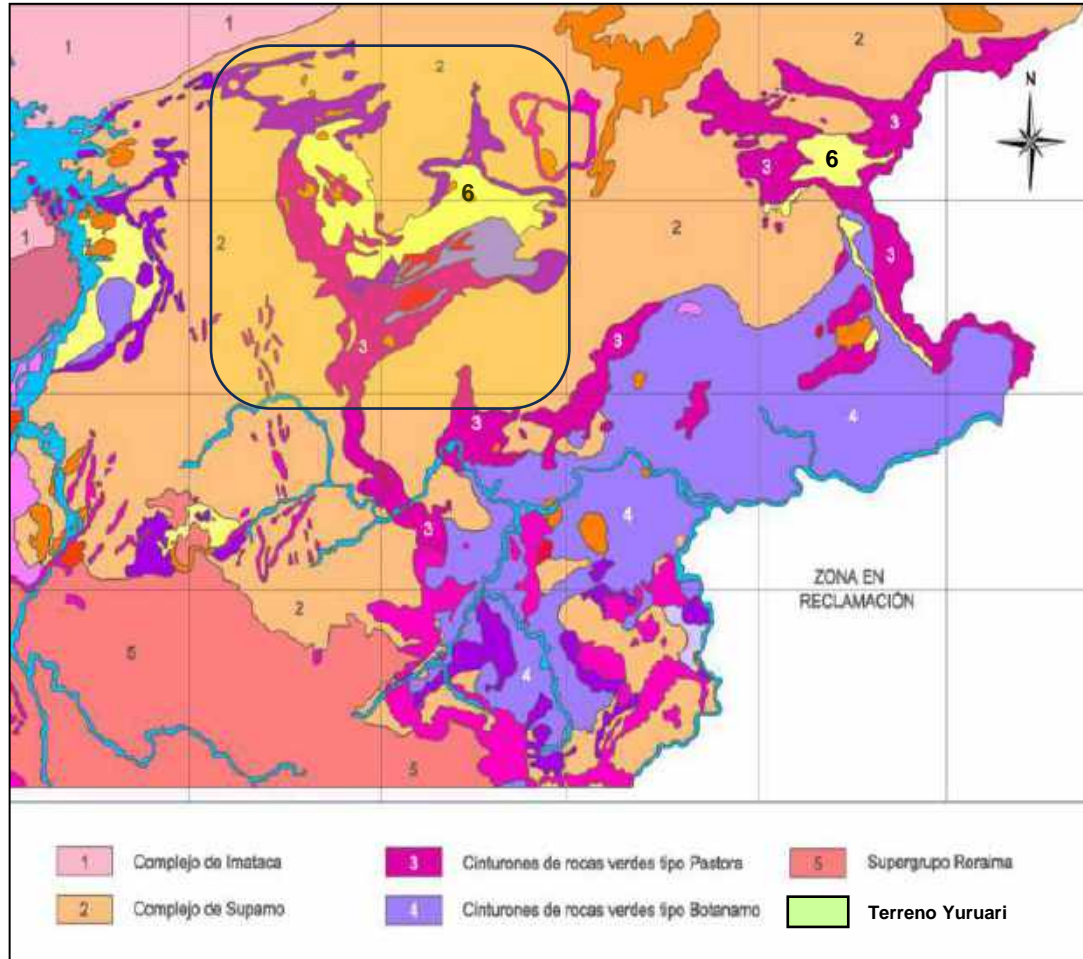 1
1
2
2
N
3
6
3
6
2
2
1
3
3
3
3
4
3
4
ZONA EN
RECLAMACIÓN
2
5
4
5
1 Complejo de Imataca
3 Cinturones de rocas verdes tipo Pastora
5 Supergrupo Roraima
2 Complejo de Supamo
4 Cinturones de rocas verdes tipo Botanamo
Terreno Yuruari